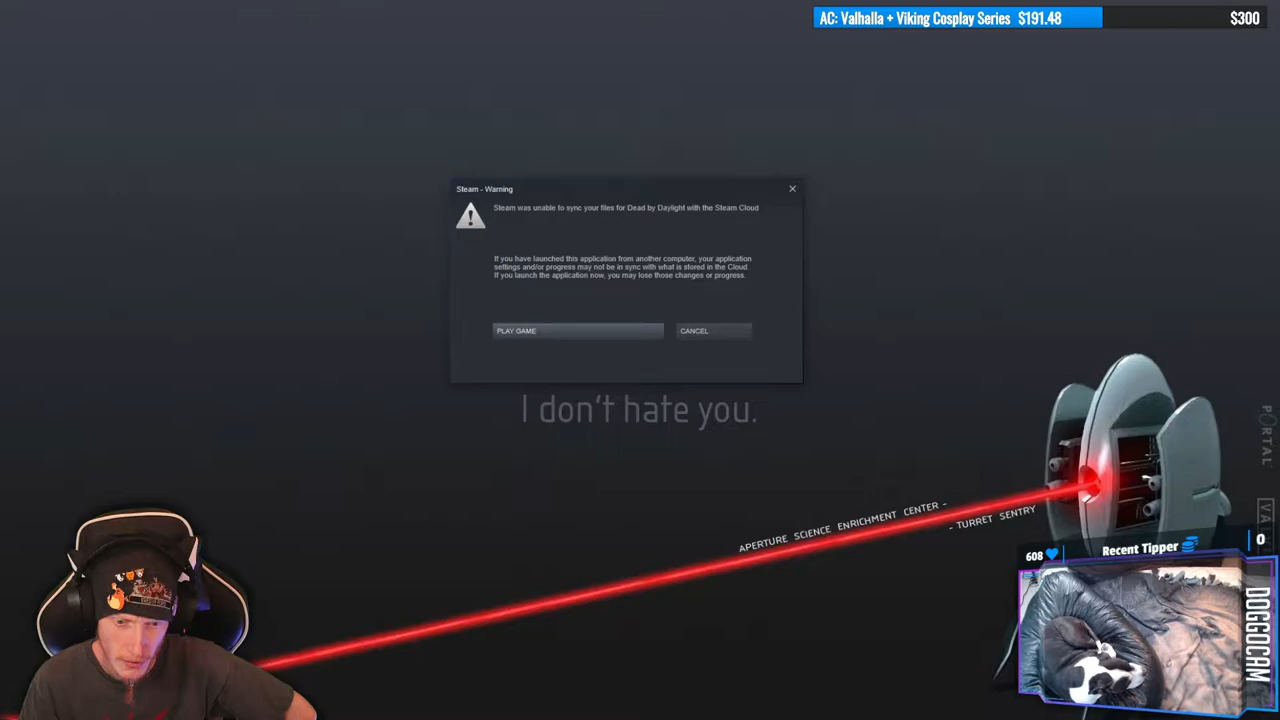 AC: Valhalla + Viking Cosplay Series $191.48
$300
Steam - Warning
Steam was unable to sync your files for Dead by Daylight with the Steam Cloud
If you have launched this application from another computer, your application
settings and/or progress may not be in sync with what is stored in the Cloud.
If you launch the application now, you may lose those changes or progress.
PLAY GAME
CANCEL
I don't hate you.
PORTAL
APERTURE SCIENCE ENRICHMENT CENTER -
- TURRET SENTRY
VA
608
Recent Tipper
0
DOGGOCAM